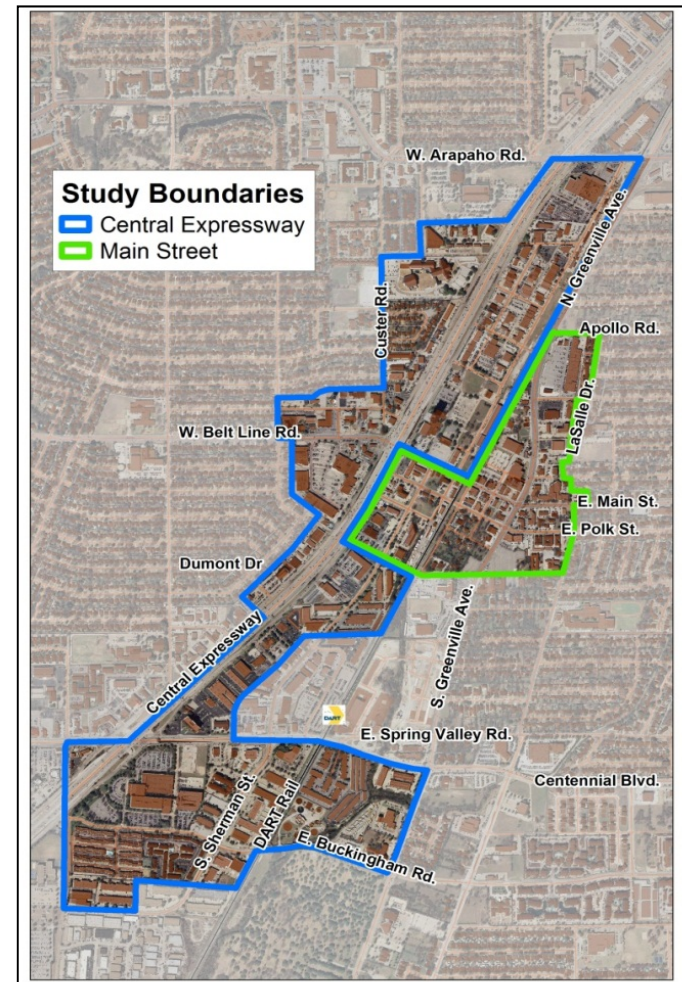 W. Arapaho Rd.
Study Boundaries
Central Expressway
Main Street
N. Greenville Ave.
Custer Rd.
Apollo Rd.
LaSalle Dr.
W. Belt Line Rd.
E. Main St.
E. Polk St.
Dumont Dr
Central Expressway
S. Greenville Ave.
DART
E. Spring Valley Rd.
Centennial Blvd.
S. Sherman St.
DART Rail
E. Buckingham Rd.